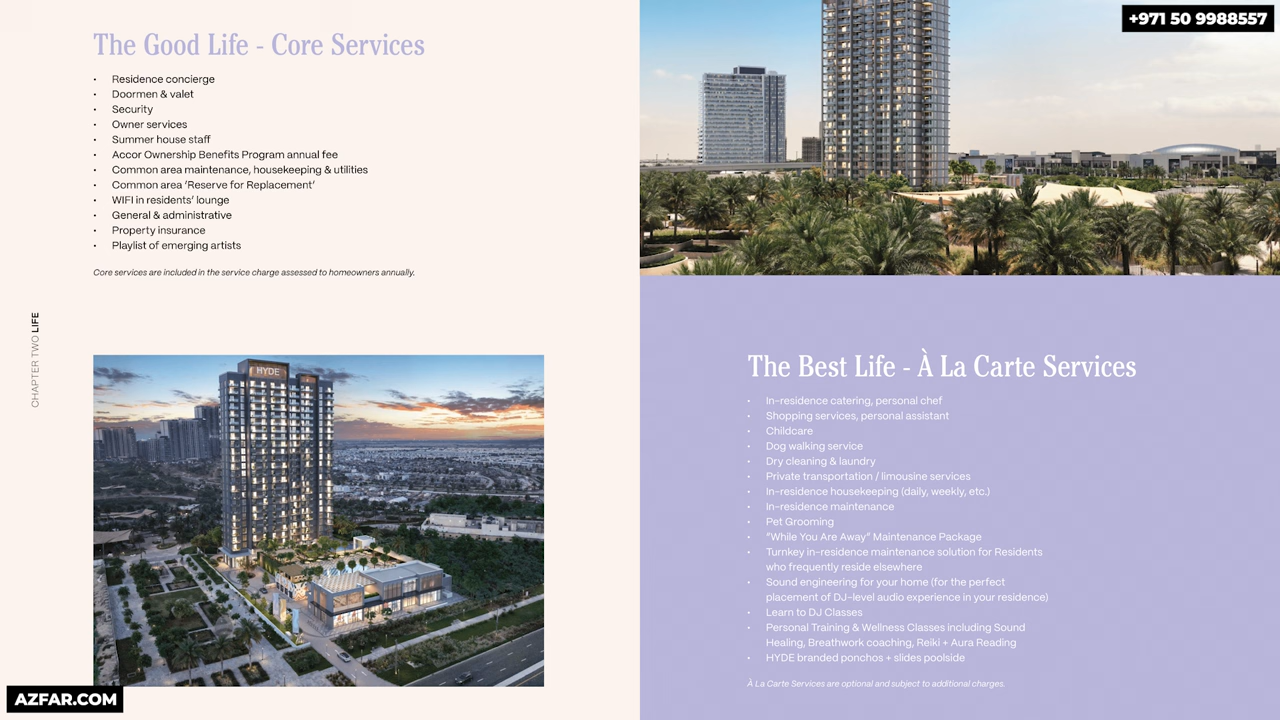 The Good Life - Core Services
• Residence concierge
• Doormen & valet
• Security
• Owner services
• Summer house staff
• Accor Ownership Benefits Program annual fee
• Common area maintenance, housekeeping & utilities
• Common area ‘Reserve for Replacement’
• WIFI in residents’ lounge
• General & administrative
• Property insurance
• Playlist of emerging artists
Core services are included in the service charge assessed to homeowners annually.
CHAPTER TWO LIFE
HYDE
AZFAR.COM
+971 50 9988557
The Best Life - À La Carte Services
• In-residence catering, personal chef
• Shopping services, personal assistant
• Childcare
• Dog walking service
• Dry cleaning & laundry
• Private transportation / limousine services
• In-residence housekeeping (daily, weekly, etc.)
• In-residence maintenance
• Pet Grooming
• “While You Are Away” Maintenance Package
• Turnkey in-residence maintenance solution for Residents
who frequently reside elsewhere
• Sound engineering for your home (for the perfect
placement of DJ-level audio experience in your residence)
• Learn to DJ Classes
• Personal Training & Wellness Classes including Sound
Healing, Breathwork coaching, Reiki + Aura Reading
• HYDE branded ponchos + slides poolside
À La Carte Services are optional and subject to additional charges.